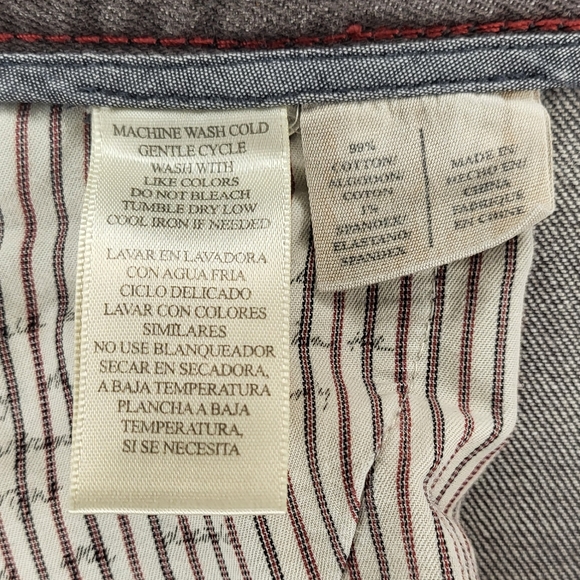 MACHINE WASH COLD
GENTLE CYCLE
WASH WITH
LIKE COLORS
DO NOT BLEACH
TUMBLE DRY LOW
COOL IRON IF NEEDED
LAVAR EN LAVADORA
CON AGUA FRIA
CICLO DELICADO
LAVAR CON COLORES
SIMILARES
NO USE BLANQUEADOR
SECAR EN SECADORA,
A BAJA TEMPERATURA
PLANCHA A BAJA
TEMPERATURA,
SI SE NECESITA
99%
COTTON/
ALGODON/
COTON
1%
SPANDEX/
ELASTANO/
SPANDEX
MADE IN/
HECHO EN/
CHINA
FABRIQUE
EN CHINE